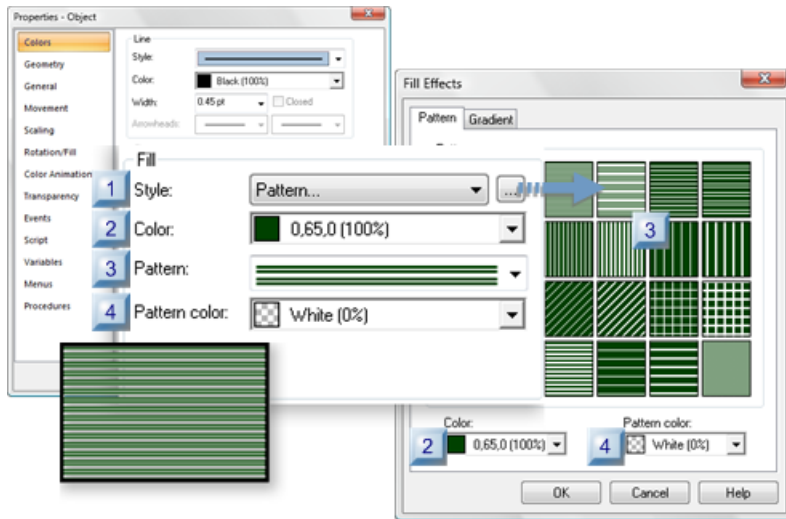 Properties - Object
Colors
Geometry
General
Movement
Scaling
Rotation/Fill
Color Animation
Transparency
Events
Script
Variables
Menus
Procedures
Line
Style:
Color: Black (100%)
Width: 0.45 pt Closed
Arrowheads:
Fill
1 Style: Pattern... ...
2 Color: 0,65,0 (100%)
3 Pattern:
4 Pattern color: White (0%)
Fill Effects
Pattern Gradient
3
Color: Pattern color:
2 0,65,0 (100%) 4 White (0%)
OK Cancel Help